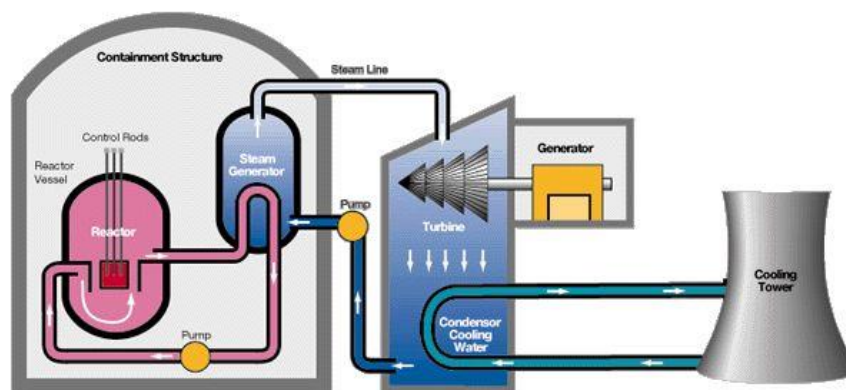 Containment Structure
Steam Line
Control Rods
Reactor
Vessel
Steam
Generator
Generator
Pump
Reactor
Turbine
Cooling
Tower
Pump
Condensor
Cooling
Water